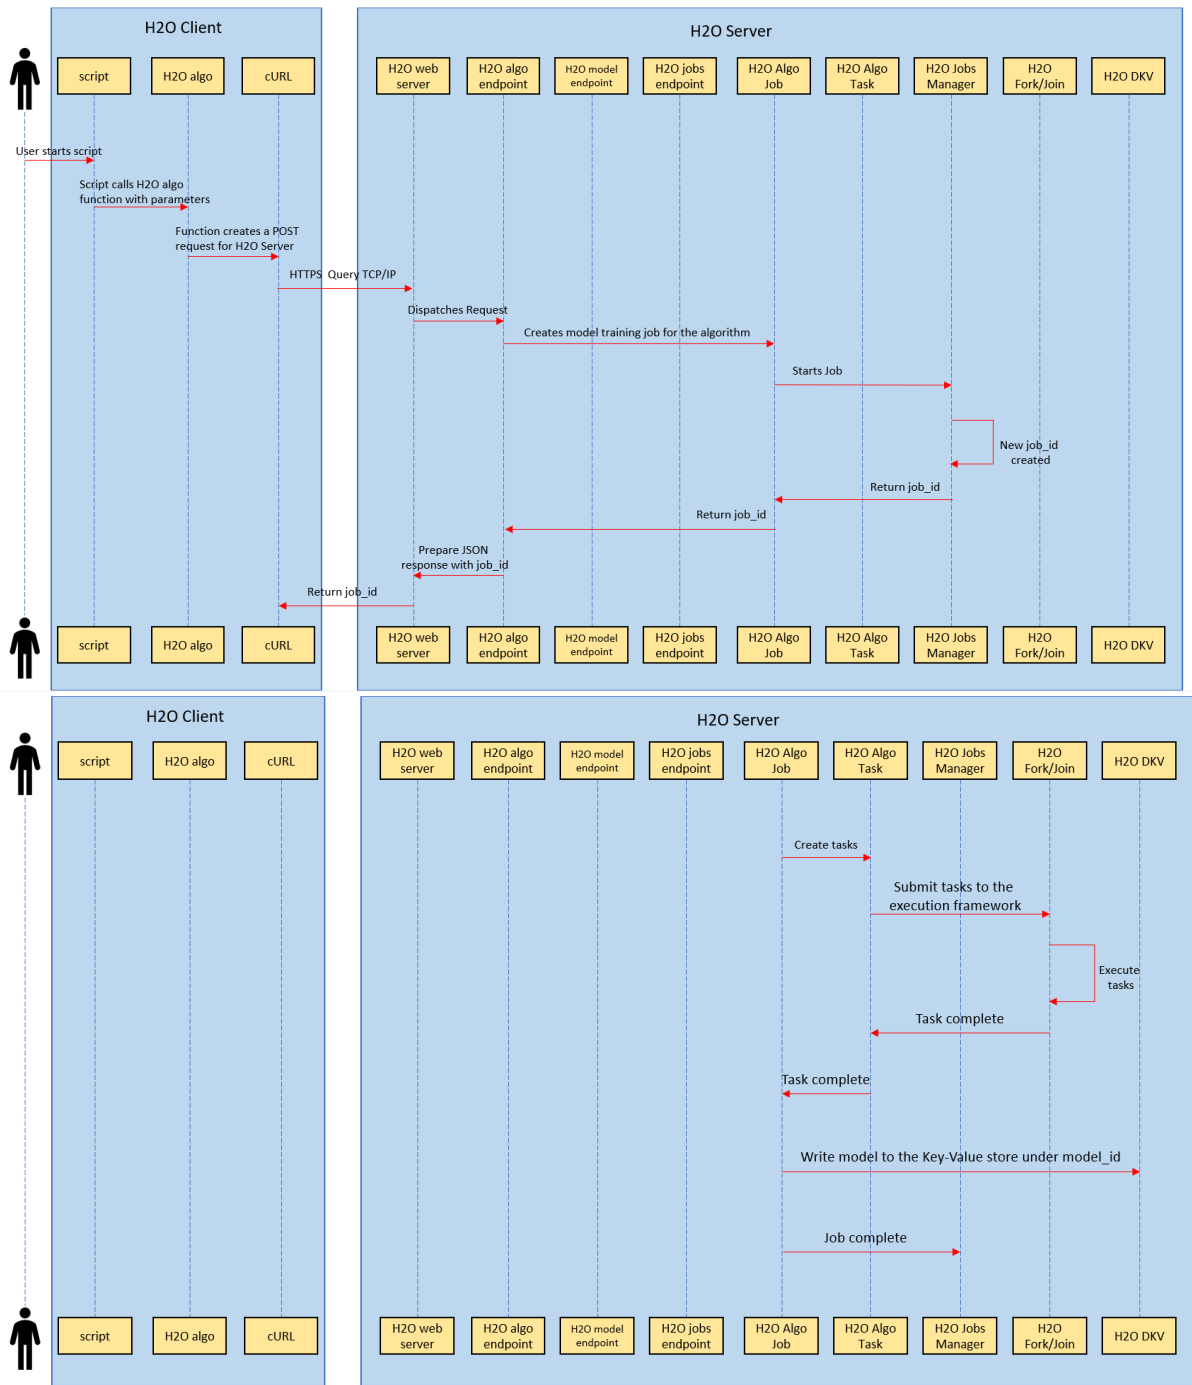 H2O Client
H2O Server
script
H2O algo
cURL
H2O web
server
H2O algo
endpoint
H2O model
endpoint
H2O jobs
endpoint
H2O Algo
Job
H2O Algo
Task
H2O Jobs
Manager
H2O
Fork/Join
H2O DKV
User starts script
Script calls H2O algo
function with parameters
Function creates a POST
request for H2O Server
HTTPS Query TCP/IP
Dispatches Request
Creates model training job for the algorithm
Starts Job
New job_id
created
Return job_id
Return job_id
Prepare JSON
response with job_id
Return job_id
script
H2O algo
cURL
H2O web
server
H2O algo
endpoint
H2O model
endpoint
H2O jobs
endpoint
H2O Algo
Job
H2O Algo
Task
H2O Jobs
Manager
H2O
Fork/Join
H2O DKV
H2O Client
H2O Server
script
H2O algo
cURL
H2O web
server
H2O algo
endpoint
H2O model
endpoint
H2O jobs
endpoint
H2O Algo
Job
H2O Algo
Task
H2O Jobs
Manager
H2O
Fork/Join
H2O DKV
Create tasks
Submit tasks to the
execution framework
Execute
tasks
Task complete
Task complete
Write model to the Key-Value store under model_id
Job complete
script
H2O algo
cURL
H2O web
server
H2O algo
endpoint
H2O model
endpoint
H2O jobs
endpoint
H2O Algo
Job
H2O Algo
Task
H2O Jobs
Manager
H2O
Fork/Join
H2O DKV